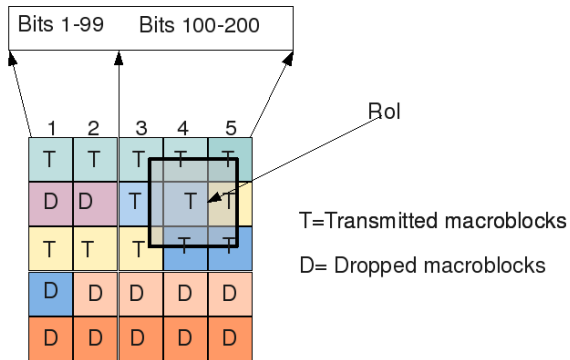 Bits 1-99 Bits 100-200
RoI
1 2 3 4 5
T T T T T
D D T T T
T=Transmitted macroblocks
T T T T T
D= Dropped macroblocks
D D D D D
D D D D D